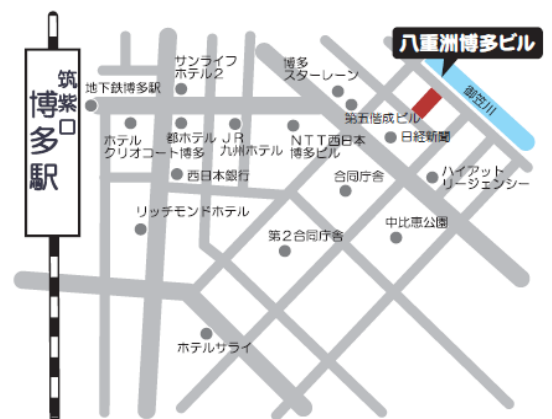 八重洲博多ビル
御笠川
筑紫口
博多駅
地下鉄博多駅
サンライフ
ホテル2
博多
スターレーン
第五偕成ビル
日経新聞
ホテル
クリオコート博多
都ホテル
JR
九州ホテル
NTT西日本
博多ビル
西日本銀行
合同庁舎
ハイアット
リージェンシー
リッチモンドホテル
第2合同庁舎
中比恵公園
ホテルサライ